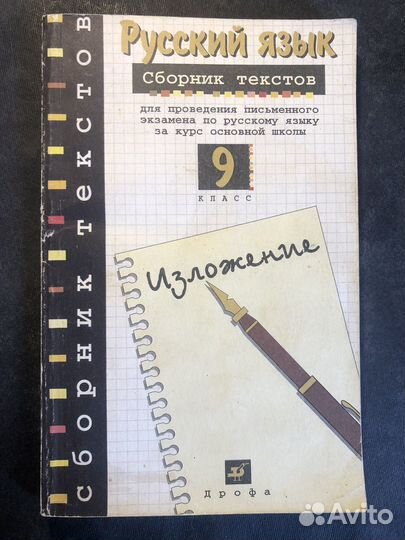 Русский язык
Сборник текстов
для проведения письменного
экзамена по русскому языку
за курс основной школы
9
КЛАСС
Изложение
Дрофа
сборник текстов
Avito